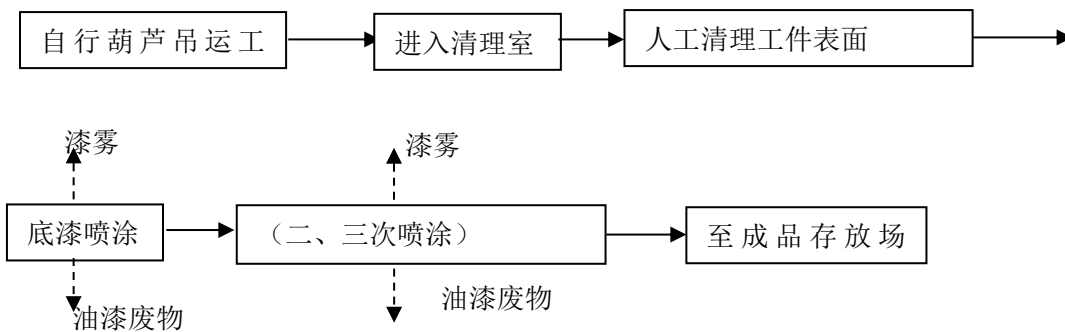 自行葫芦吊运工
进入清理室
人工清理工件表面
漆雾
漆雾
底漆喷涂
（二、三次喷涂）
至成品存放场
油漆废物
油漆废物